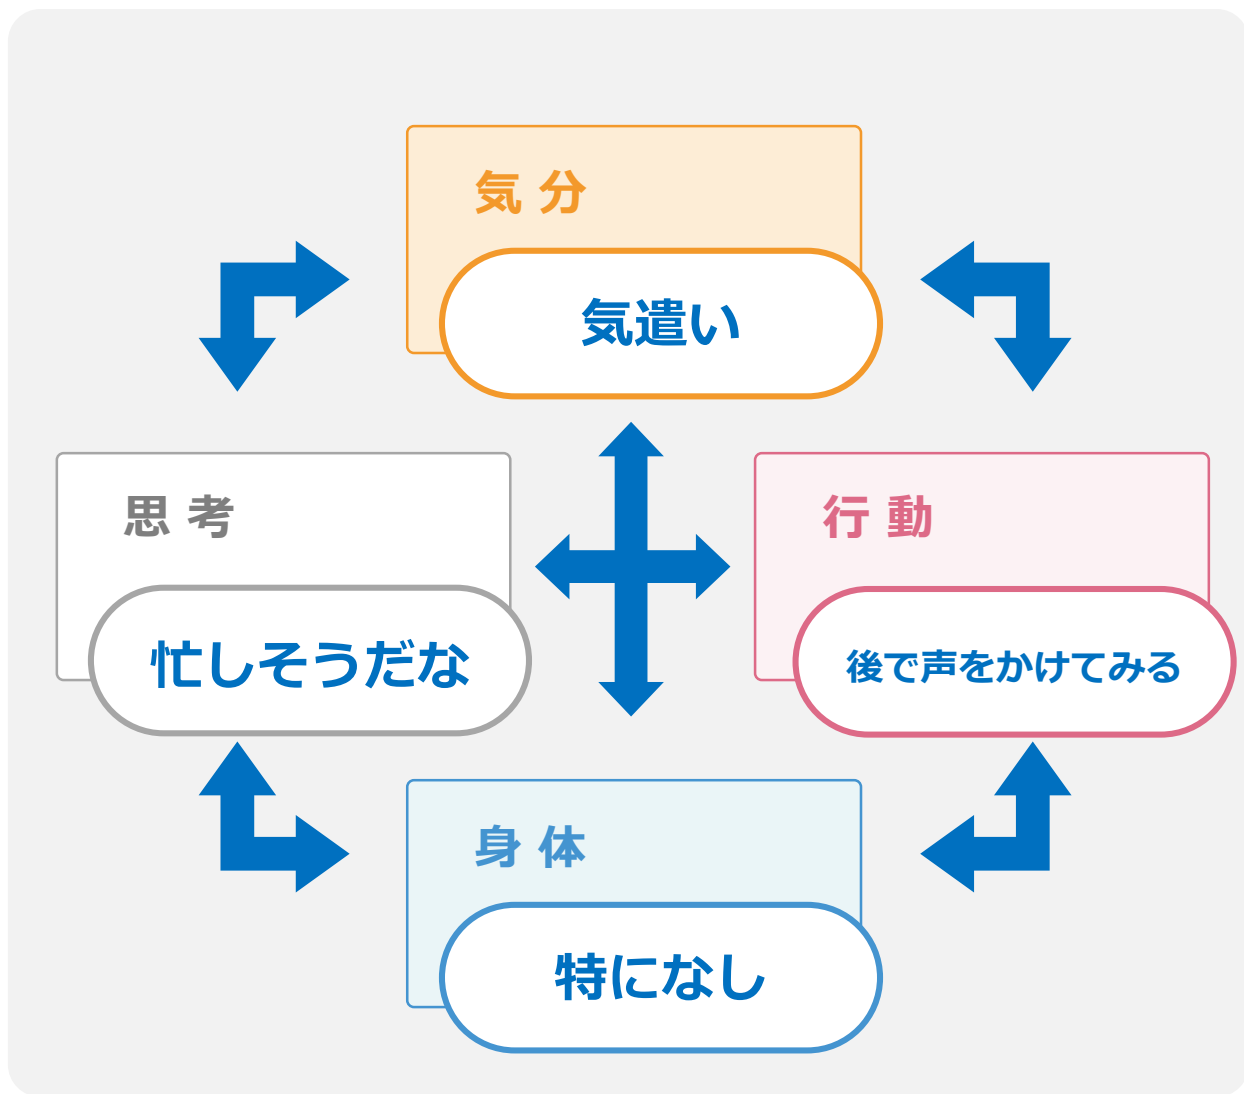 気分
気遣い
思考
忙しそうだな
行動
後で声をかけてみる
身体
特になし